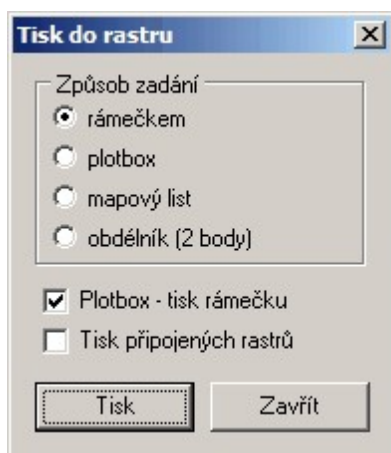 Tisk do rastru
Způsob zadání
rámečkem
plotbox
mapový list
obdélník (2 body)
Plotbox - tisk rámečku
Tisk připojených rastrů
Tisk
Zavřít